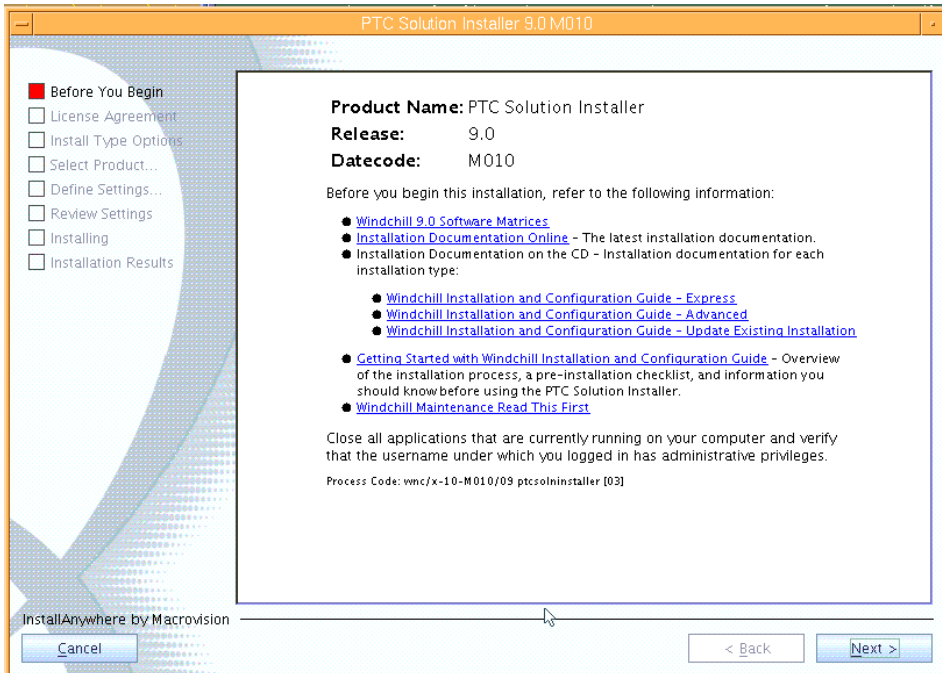 PTC Solution Installer 9.0 M010
Before You Begin
License Agreement
Install Type Options
Select Product...
Define Settings...
Review Settings
Installing
Installation Results
Product Name: PTC Solution Installer
Release: 9.0
Datecode: M010
Before you begin this installation, refer to the following information:
Windchill 9.0 Software Matrices
Installation Documentation Online - The latest installation documentation.
Installation Documentation on the CD - Installation documentation for each
installation type:
Windchill Installation and Configuration Guide - Express
Windchill Installation and Configuration Guide - Advanced
Windchill Installation and Configuration Guide - Update Existing Installation
Getting Started with Windchill Installation and Configuration Guide - Overview
of the installation process, a pre-installation checklist, and information you
should know before using the PTC Solution Installer.
Windchill Maintenance Read This First
Close all applications that are currently running on your computer and verify
that the username under which you logged in has administrative privileges.
Process Code: wnc/x-10-M010/09 ptcsolninstaller [03]
InstallAnywhere by Macrovision
Cancel
< Back
Next >